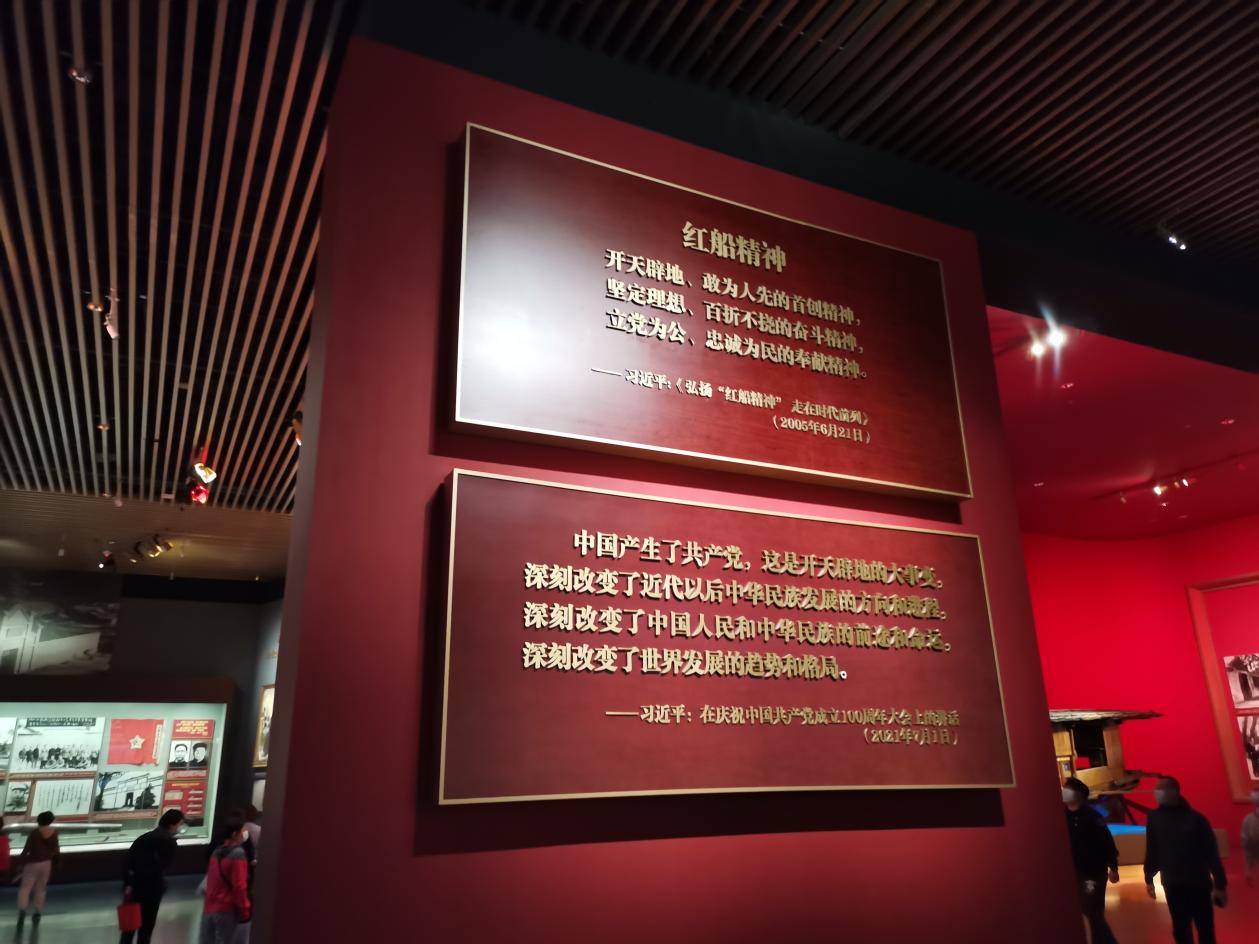 红船精神
开天辟地、敢为人先的首创精神，
坚定理想、百折不挠的奋斗精神，
立党为公、忠诚为民的奉献精神。
——习近平:《弘扬“红船精神” 走在时代前列》
（2005年6月21日）
中国产生了共产党，这是开天辟地的大事变，
深刻改变了近代以后中华民族发展的方向和进程，
深刻改变了中国人民和中华民族的前途和命运，
深刻改变了世界发展的趋势和格局。
——习近平：在庆祝中国共产党成立100周年大会上的讲话
（2021年7月1日）